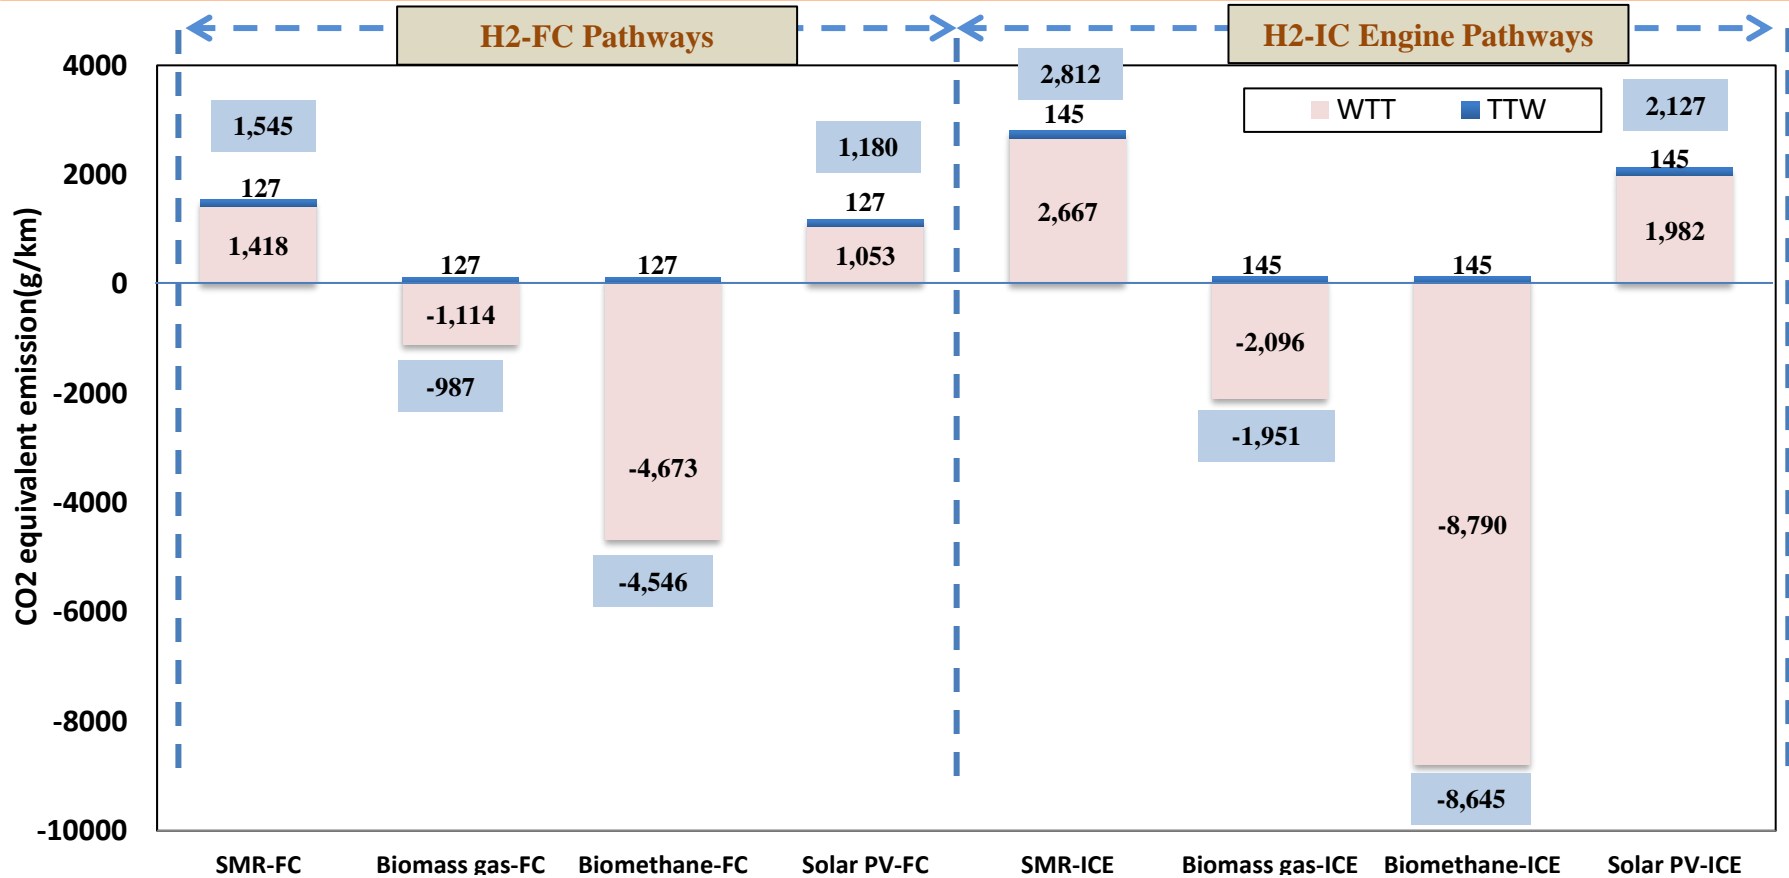 H2-FC Pathways
H2-IC Engine Pathways
WTT
TTW
CO2 equivalent emission(g/km)
4000
2000
0
-2000
-4000
-6000
-8000
-10000
1,545
127
1,418
127
-1,114
-987
127
-4,673
-4,546
1,180
127
1,053
2,812
145
2,667
145
-2,096
-1,951
145
-8,790
-8,645
2,127
145
1,982
SMR-FC
Biomass gas-FC
Biomethane-FC
Solar PV-FC
SMR-ICE
Biomass gas-ICE
Biomethane-ICE
Solar PV-ICE